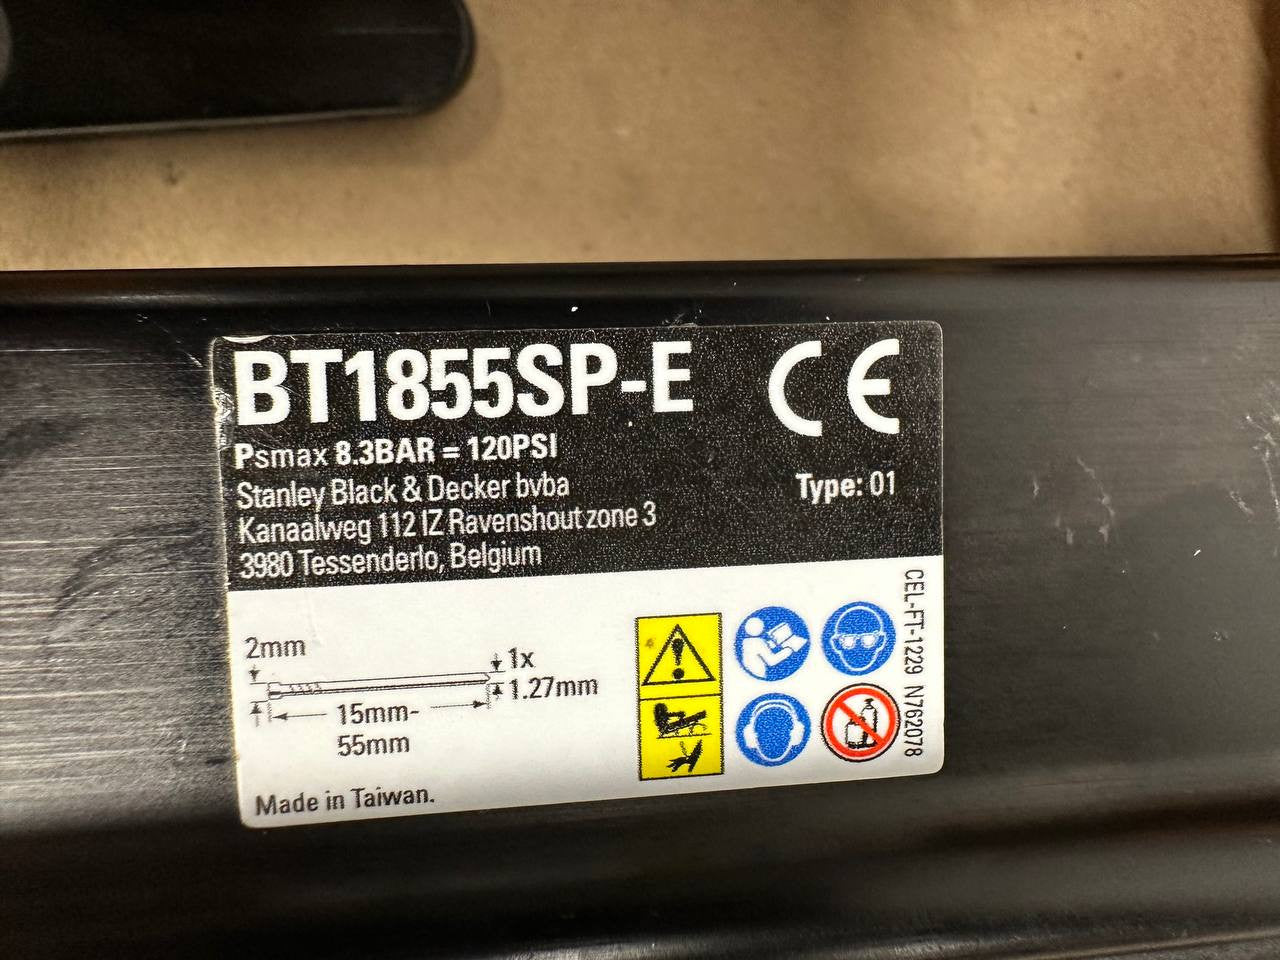 BT1855SP-E
CE
Psmax 8.3BAR = 120PSI
Type: 01
Stanley Black & Decker bvba
Kanaalweg 112 IZ Ravenshout zone 3
3980 Tessenderlo, Belgium
2mm
1x
1.27mm
15mm-
55mm
Made in Taiwan.
CEL-FT-1229 N762078